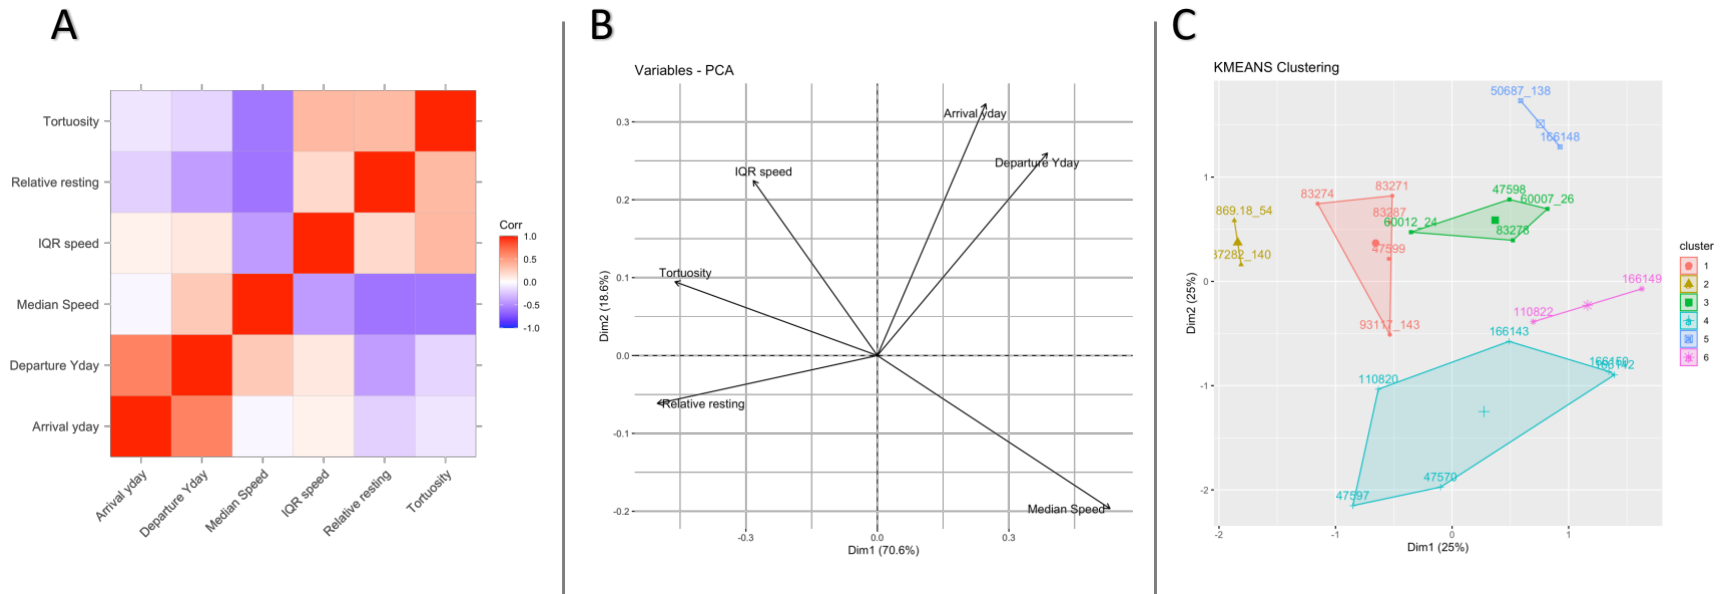 A
Tortuosity
Relative resting
IQR speed
Median Speed
Departure Yday
Arrival yday
Arrival yday
Departure Yday
Median Speed
IQR speed
Relative resting
Tortuosity
Corr
1.0
0.5
0.0
-0.5
-1.0
B
Variables - PCA
Dim2 (18.6%)
0.3
0.2
0.1
0.0
-0.1
-0.2
Arrival yday
Departure Yday
IQR speed
Tortuosity
Relative resting
Median Speed
-0.3
0.0
0.3
Dim1 (70.6%)
C
KMEANS Clustering
Dim2 (25%)
1
0
-1
-2
50687_138
166148
83274
83271
83287
47599
93117_143
869.18_54
37282_140
47598
60007_26
60012_24
83278
166149
110822
166143
110820
166142
47570
47597
-2
-1
0
1
Dim1 (25%)
cluster
1
2
3
4
5
6